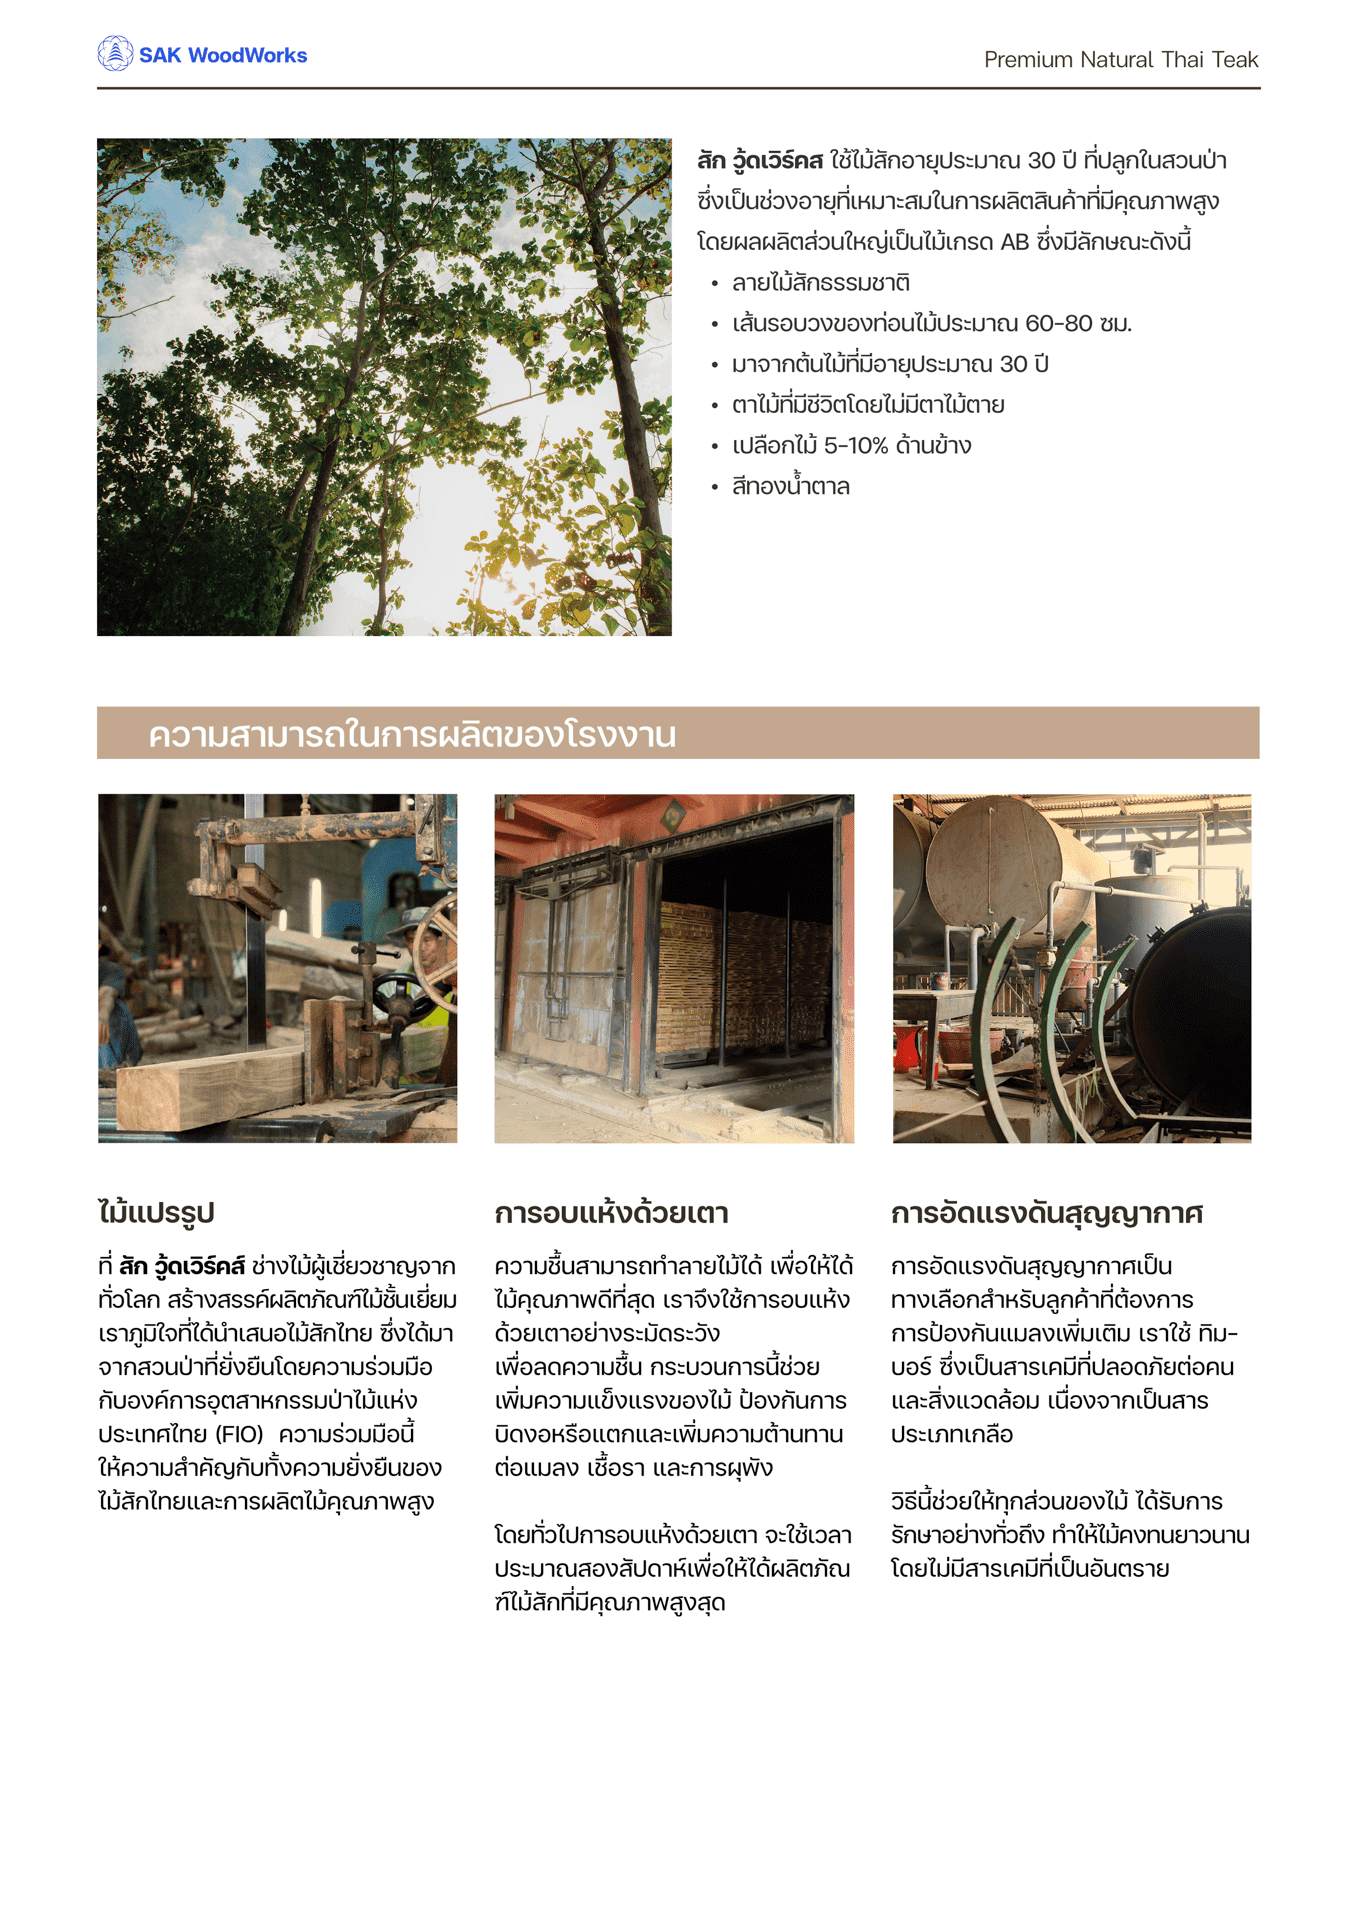 SAK WoodWorks
Premium Natural Thai Teak
สัก วู้ดเวิร์คส ใช้ไม้สักอายุประมาณ 30 ปี ที่ปลูกในสวนป่า
ซึ่งเป็นช่วงอายุที่เหมาะสมในการผลิตสินค้าที่มีคุณภาพสูง
โดยผลผลิตส่วนใหญ่เป็นไม้เกรด AB ซึ่งมีลักษณะดังนี้
• ลายไม้สักธรรมชาติ
• เส้นรอบวงของท่อนไม้ประมาณ 60-80 ซม.
• มาจากต้นไม้ที่มีอายุประมาณ 30 ปี
• ตาไม้ที่มีชีวิตโดยไม่มีตาไม้ตาย
• เปลือกไม้ 5-10% ด้านข้าง
• สีทองน้ำตาล
ความสามารถในการผลิตของโรงงาน
ไม้แปรรูป
ที่ สัก วู้ดเวิร์คส์ ช่างไม้ผู้เชี่ยวชาญจาก
ทั่วโลก สร้างสรรค์ผลิตภัณฑ์ไม้ชั้นเยี่ยม
เราภูมิใจที่ได้นำเสนอไม้สักไทย ซึ่งได้มา
จากสวนป่าที่ยั่งยืนโดยความร่วมมือ
กับองค์การอุตสาหกรรมป่าไม้แห่ง
ประเทศไทย (FIO) ความร่วมมือนี้
ให้ความสำคัญกับทั้งความยั่งยืนของ
ไม้สักไทยและการผลิตไม้คุณภาพสูง
การอบแห้งด้วยเตา
ความชื้นสามารถทำลายไม้ได้ เพื่อให้ได้
ไม้คุณภาพดีที่สุด เราจึงใช้การอบแห้ง
ด้วยเตาอย่างระมัดระวัง
เพื่อลดความชื้น กระบวนการนี้ช่วย
เพิ่มความแข็งแรงของไม้ ป้องกันการ
บิดงอหรือแตกและเพิ่มความต้านทาน
ต่อแมลง เชื้อรา และการผุพัง
โดยทั่วไปการอบแห้งด้วยเตา จะใช้เวลา
ประมาณสองสัปดาห์เพื่อให้ได้ผลิตภัณ
ฑ์ไม้สักที่มีคุณภาพสูงสุด
การอัดแรงดันสุญญากาศ
การอัดแรงดันสุญญากาศเป็น
ทางเลือกสำหรับลูกค้าที่ต้องการ
การป้องกันแมลงเพิ่มเติม เราใช้ ทิม-
บอร์ ซึ่งเป็นสารเคมีที่ปลอดภัยต่อคน
และสิ่งแวดล้อม เนื่องจากเป็นสาร
ประเภทเกลือ
วิธีนี้ช่วยให้ทุกส่วนของไม้ ได้รับการ
รักษาอย่างทั่วถึง ทำให้ไม้คงทนยาวนาน
โดยไม่มีสารเคมีที่เป็นอันตราย